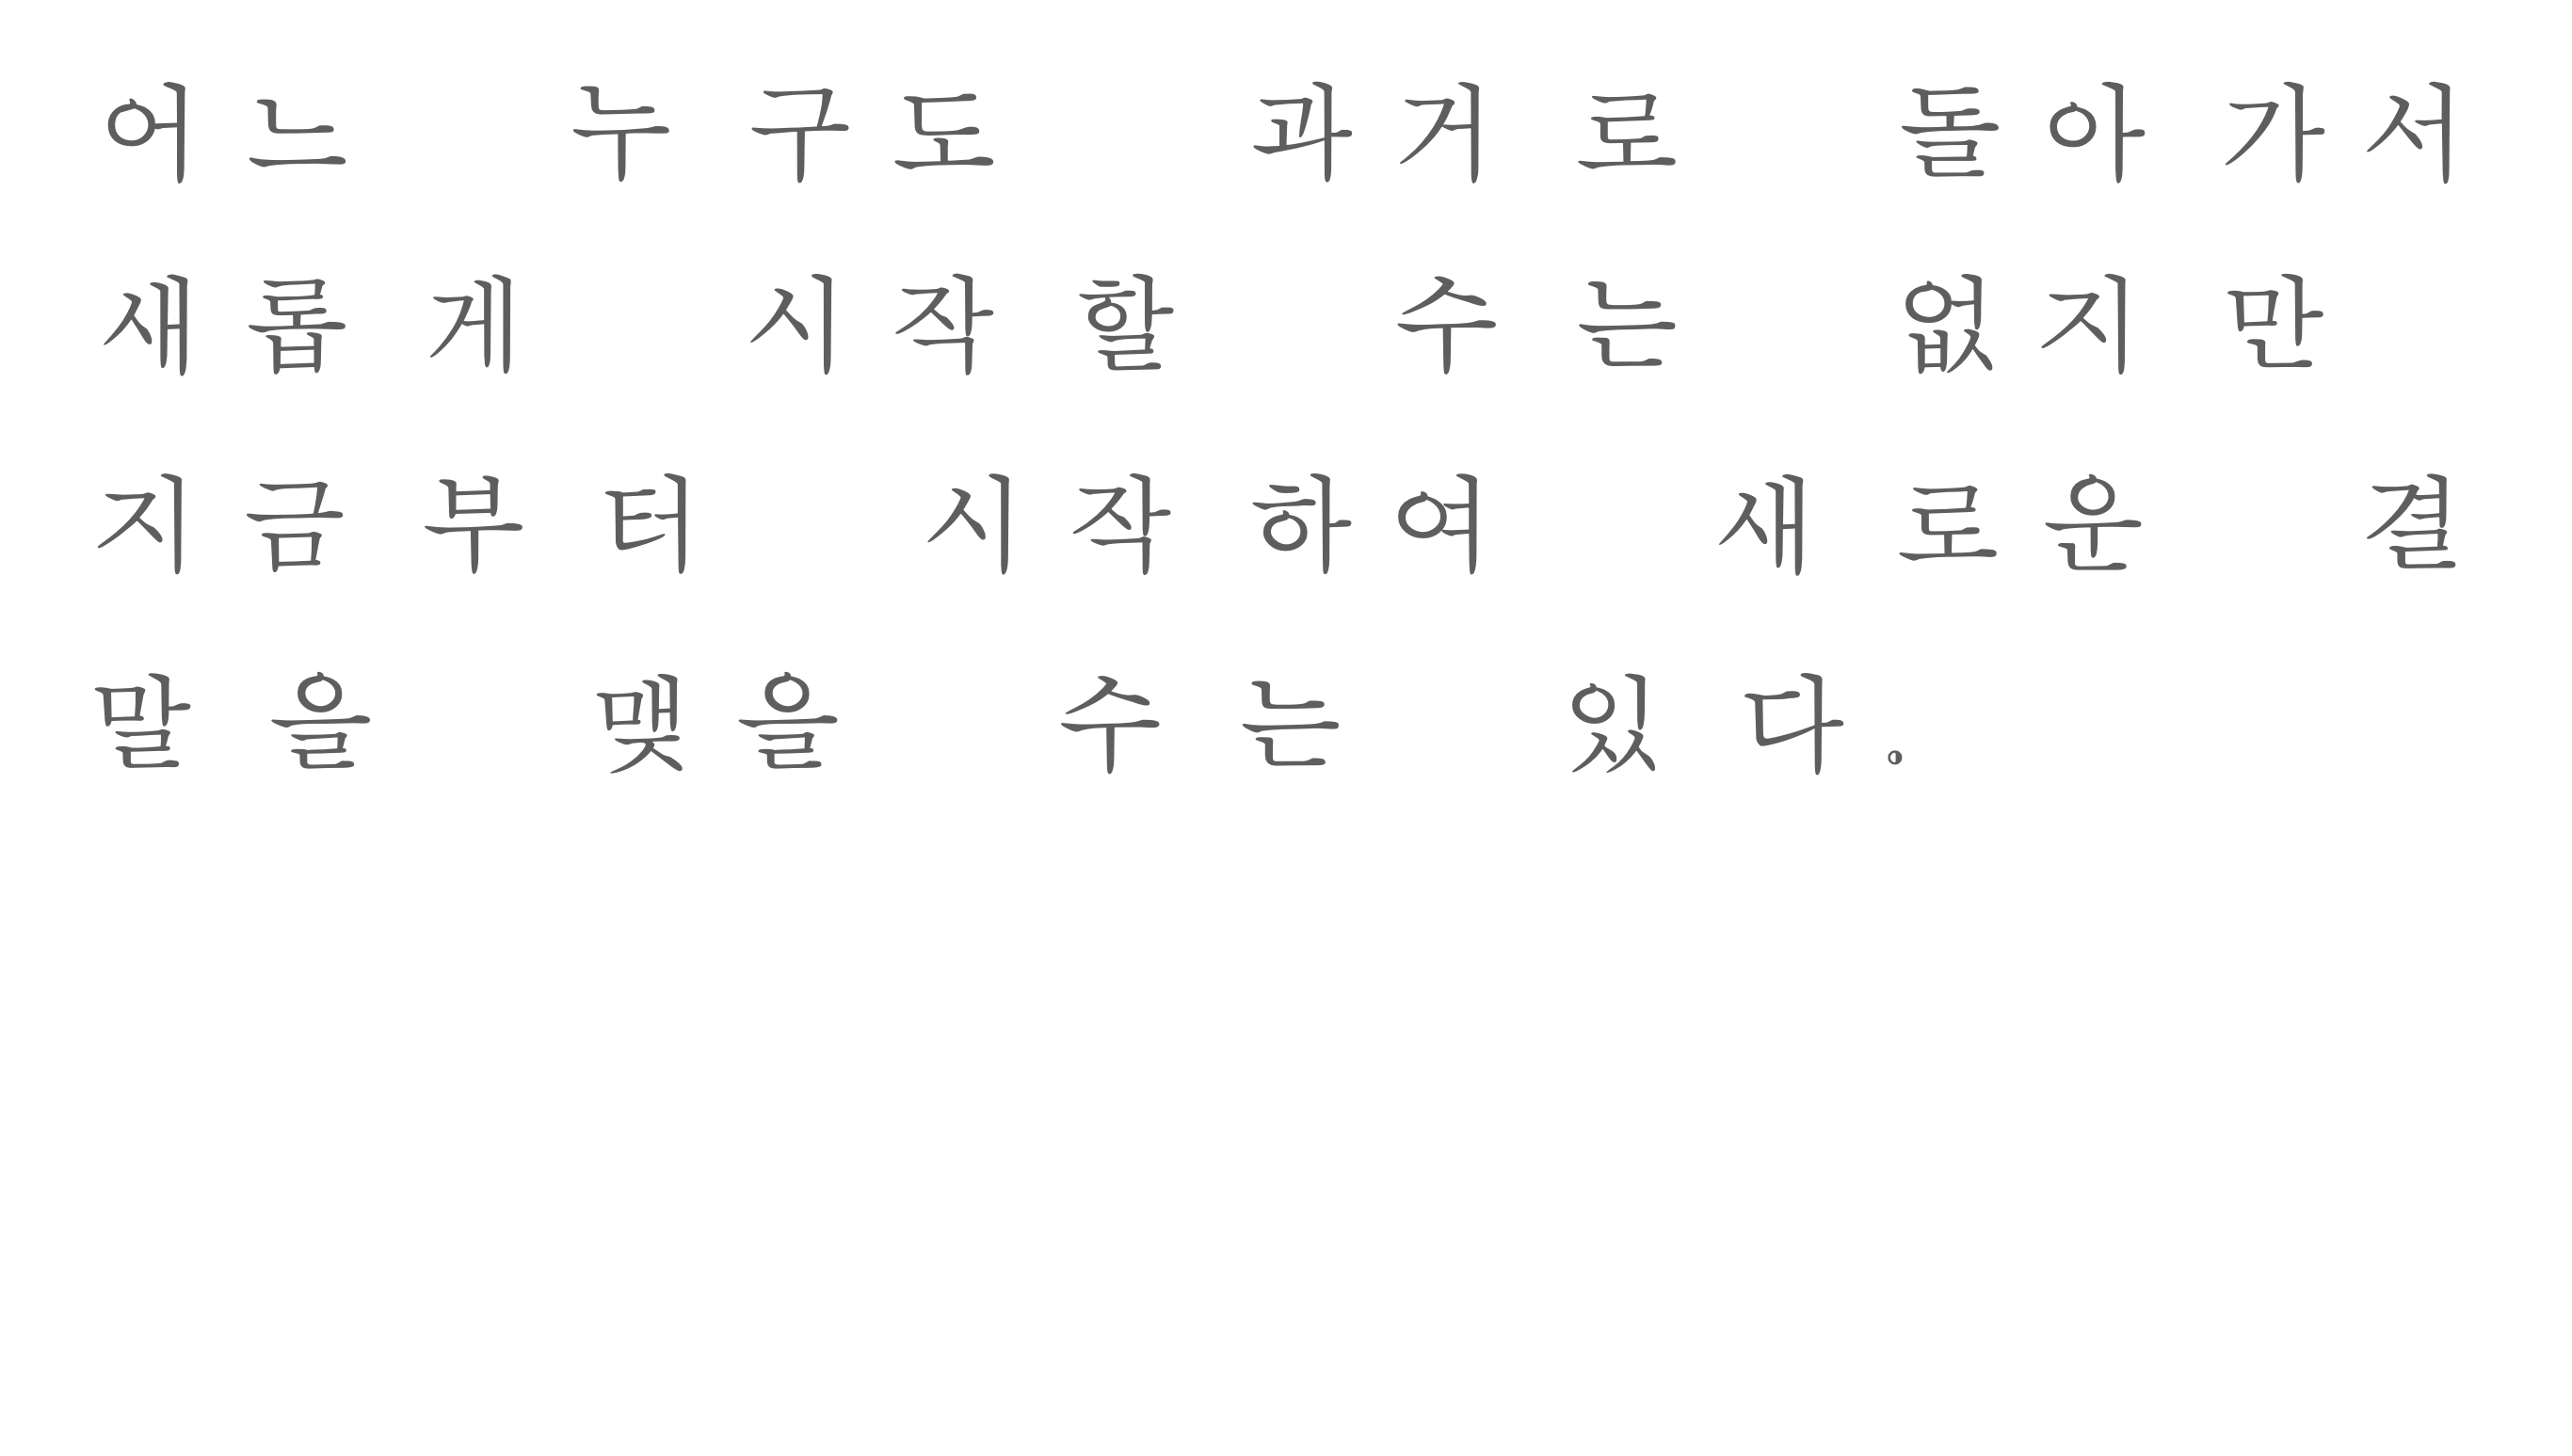 어느 누구도 과거로 돌아가서
새롭게 시작할 수는 없지만
지금부터 시작하여 새로운 결
말을 맺을 수는 있다.